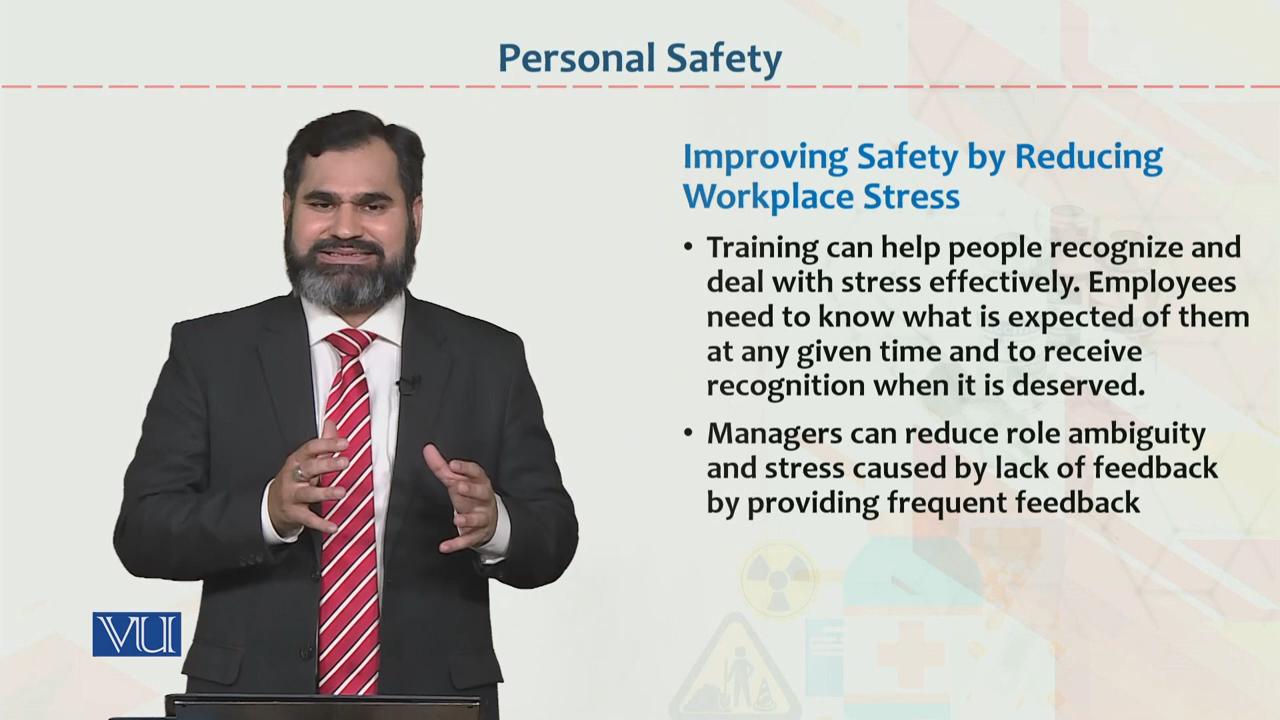 Personal Safety
Improving Safety by Reducing
Workplace Stress
• Training can help people recognize and
deal with stress effectively. Employees
need to know what is expected of them
at any given time and to receive
recognition when it is deserved.
• Managers can reduce role ambiguity
and stress caused by lack of feedback
by providing frequent feedback
VU